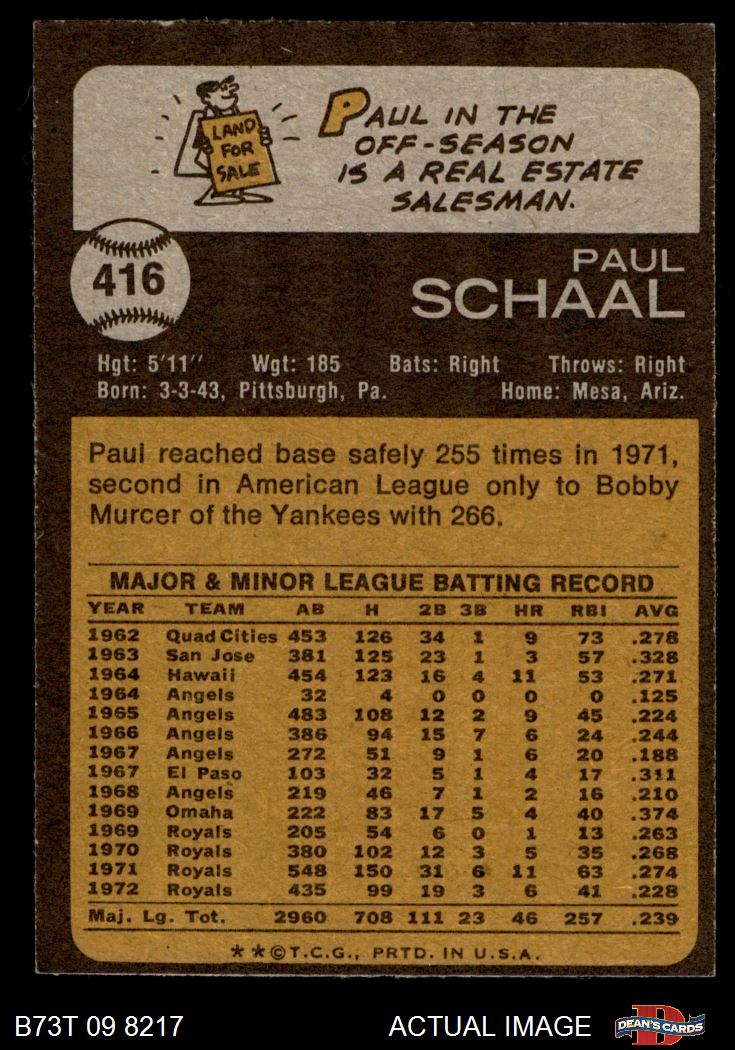 LAND
FOR
SALE
PAUL IN THE
OFF-SEASON
IS A REAL ESTATE
SALESMAN.
416
PAUL
SCHAAL
Hgt: 5'11" Wgt: 185 Bats: Right Throws: Right
Born: 3-3-43, Pittsburgh, Pa. Home: Mesa, Ariz.
Paul reached base safely 255 times in 1971,
second in American League only to Bobby
Murcer of the Yankees with 266.
MAJOR & MINOR LEAGUE BATTING RECORD
YEAR TEAM AB H 2B 3B HR RBI AVG
1962 Quad Cities 453 126 34 1 9 73 .278
1963 San Jose 381 125 23 1 3 57 .328
1964 Hawaii 454 123 16 4 11 53 .271
1964 Angels 32 4 0 0 0 0 .125
1965 Angels 483 108 12 2 9 45 .224
1966 Angels 386 94 15 7 6 24 .244
1967 Angels 272 51 9 1 6 20 .188
1967 El Paso 103 32 5 1 4 17 .311
1968 Angels 219 46 7 1 2 16 .210
1969 Omaha 222 83 17 5 4 40 .374
1969 Royals 205 54 6 0 1 13 .263
1970 Royals 380 102 12 3 5 35 .268
1971 Royals 548 150 31 6 11 63 .274
1972 Royals 435 99 19 3 6 41 .228
Maj. Lg. Tot. 2960 708 111 23 46 257 .239
**©T.C.G., PRTD. IN U.S.A.
B73T 09 8217 ACTUAL IMAGE DEAN'S CARDS